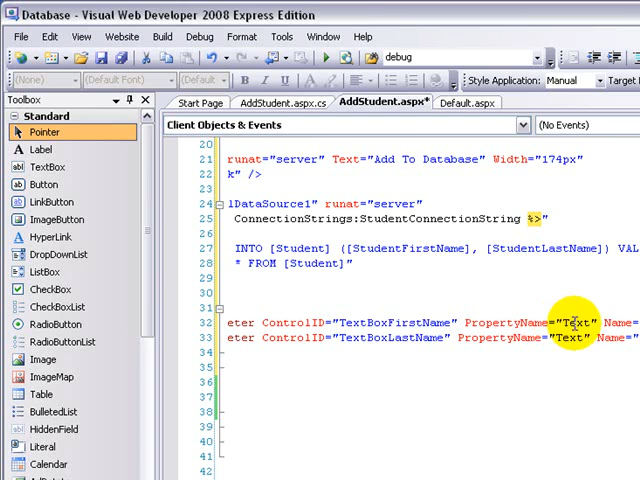 Database - Visual Web Developer 2008 Express Edition
File Edit View Website Build Debug Format Tools Window Help
debug
(None) (Default Font) (Default B I U A Style Application: Manual Target
Toolbox
Start Page AddStudent.aspx.cs AddStudent.aspx* Default.aspx
Standard
Client Objects & Events (No Events)
Pointer
A Label
abl TextBox
ab Button
ab LinkButton
ImageButton
HyperLink
DropDownList
ListBox
CheckBox
CheckBoxList
RadioButton
RadioButtonList
Image
ImageMap
Table
BulletedList
abl HiddenField
Literal
Calendar
20
21 runat="server" Text="Add To Database" Width="174px"
22 k" />
23
24 lDataSource1" runat="server"
25 ConnectionStrings:StudentConnectionString %>"
26
27 INTO [Student] ([StudentFirstName], [StudentLastName]) VAL
28 * FROM [Student]"
29
30
31
32 eter ControlID="TextBoxFirstName" PropertyName="Text" Name=
33 eter ControlID="TextBoxLastName" PropertyName="Text" Name="
34
35
36
37
38
39
40
41
42